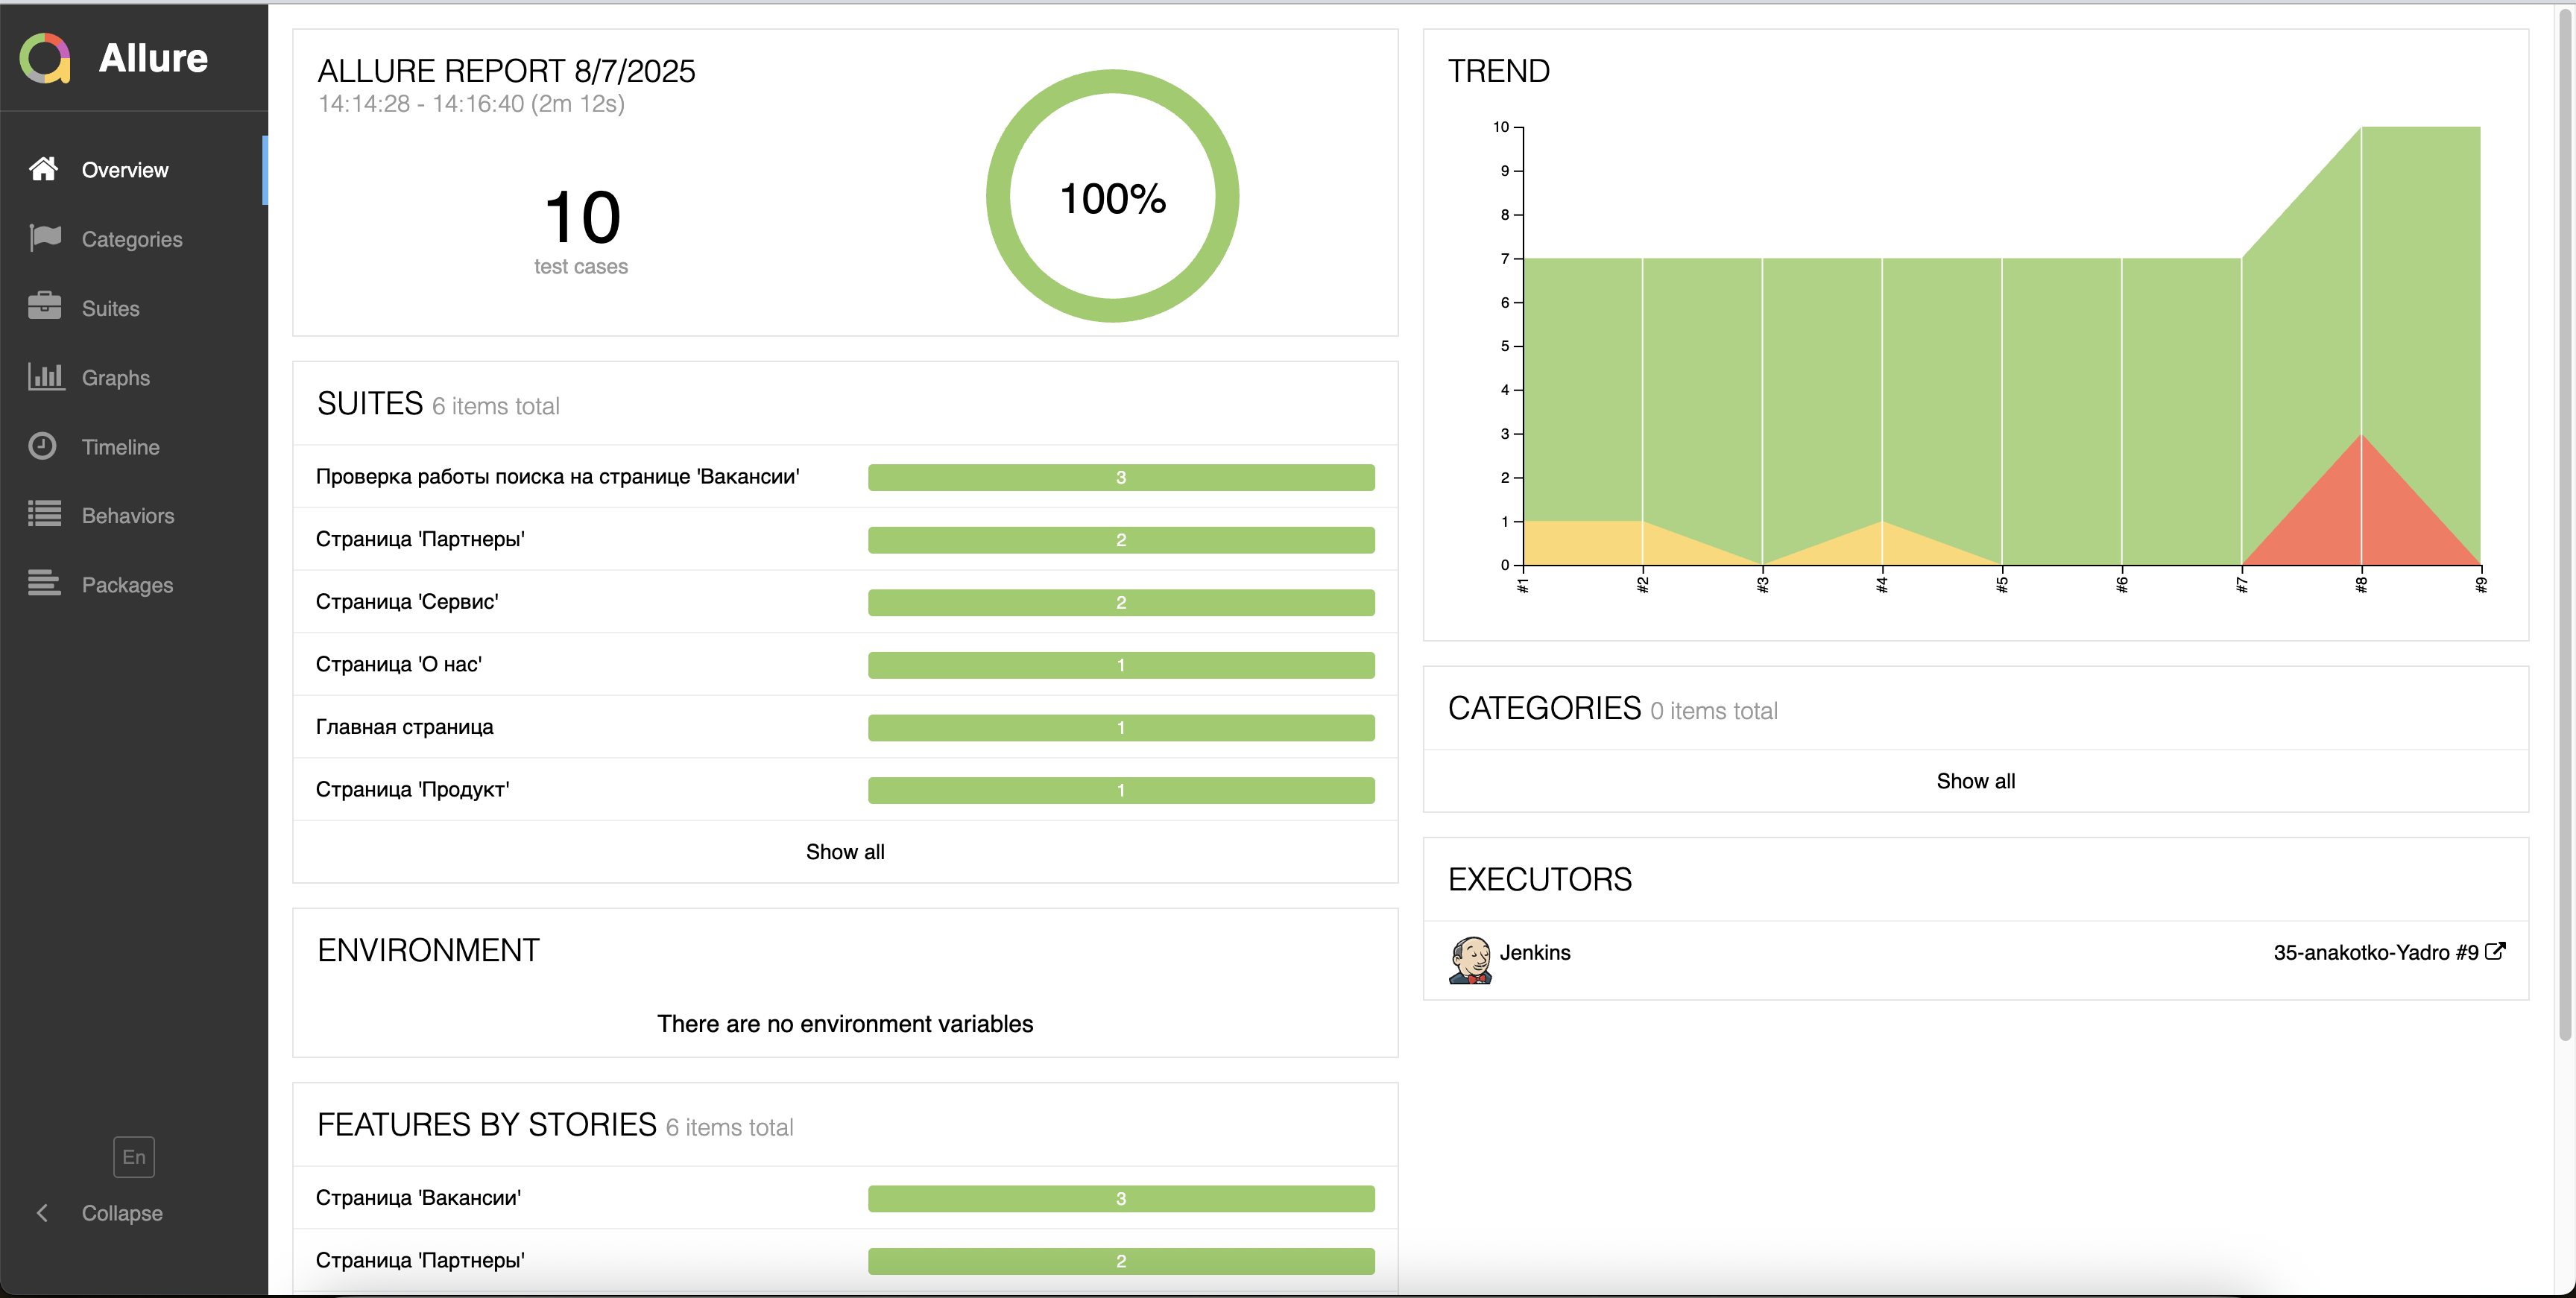 Allure
Overview
Categories
Suites
Graphs
Timeline
Behaviors
Packages
En
Collapse
ALLURE REPORT 8/7/2025
14:14:28 - 14:16:40 (2m 12s)
10
test cases
100%
SUITES 6 items total
Проверка работы поиска на странице 'Вакансии' 3
Страница 'Партнеры' 2
Страница 'Сервис' 2
Страница 'О нас' 1
Главная страница 1
Страница 'Продукт' 1
Show all
ENVIRONMENT
There are no environment variables
FEATURES BY STORIES 6 items total
Страница 'Вакансии' 3
Страница 'Партнеры' 2
TREND
10
9
8
7
6
5
4
3
2
1
0
#1 #2 #3 #4 #5 #6 #7 #8 #9
CATEGORIES 0 items total
Show all
EXECUTORS
Jenkins 35-anakotko-Yadro #9